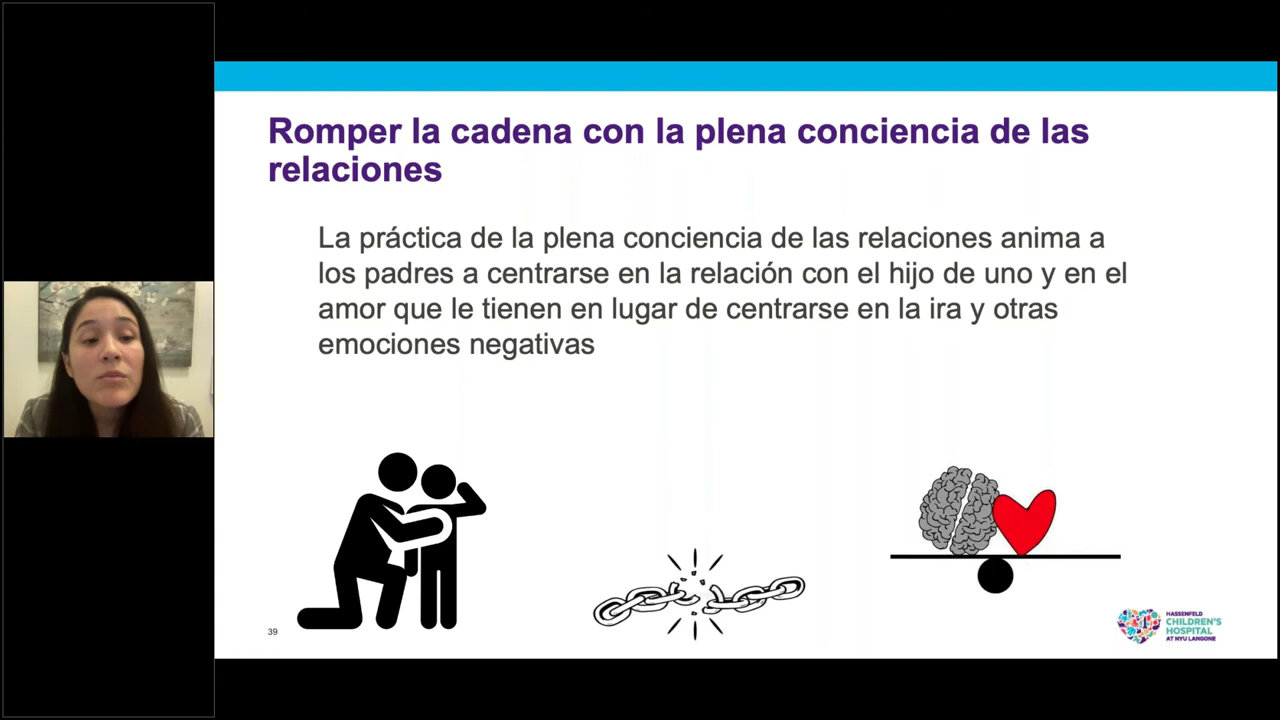 Romper la cadena con la plena conciencia de las
relaciones
La práctica de la plena conciencia de las relaciones anima a
los padres a centrarse en la relación con el hijo de uno y en el
amor que le tienen en lugar de centrarse en la ira y otras
emociones negativas
39
HASSENFELD
CHILDREN'S
HOSPITAL
AT NYU LANGONE